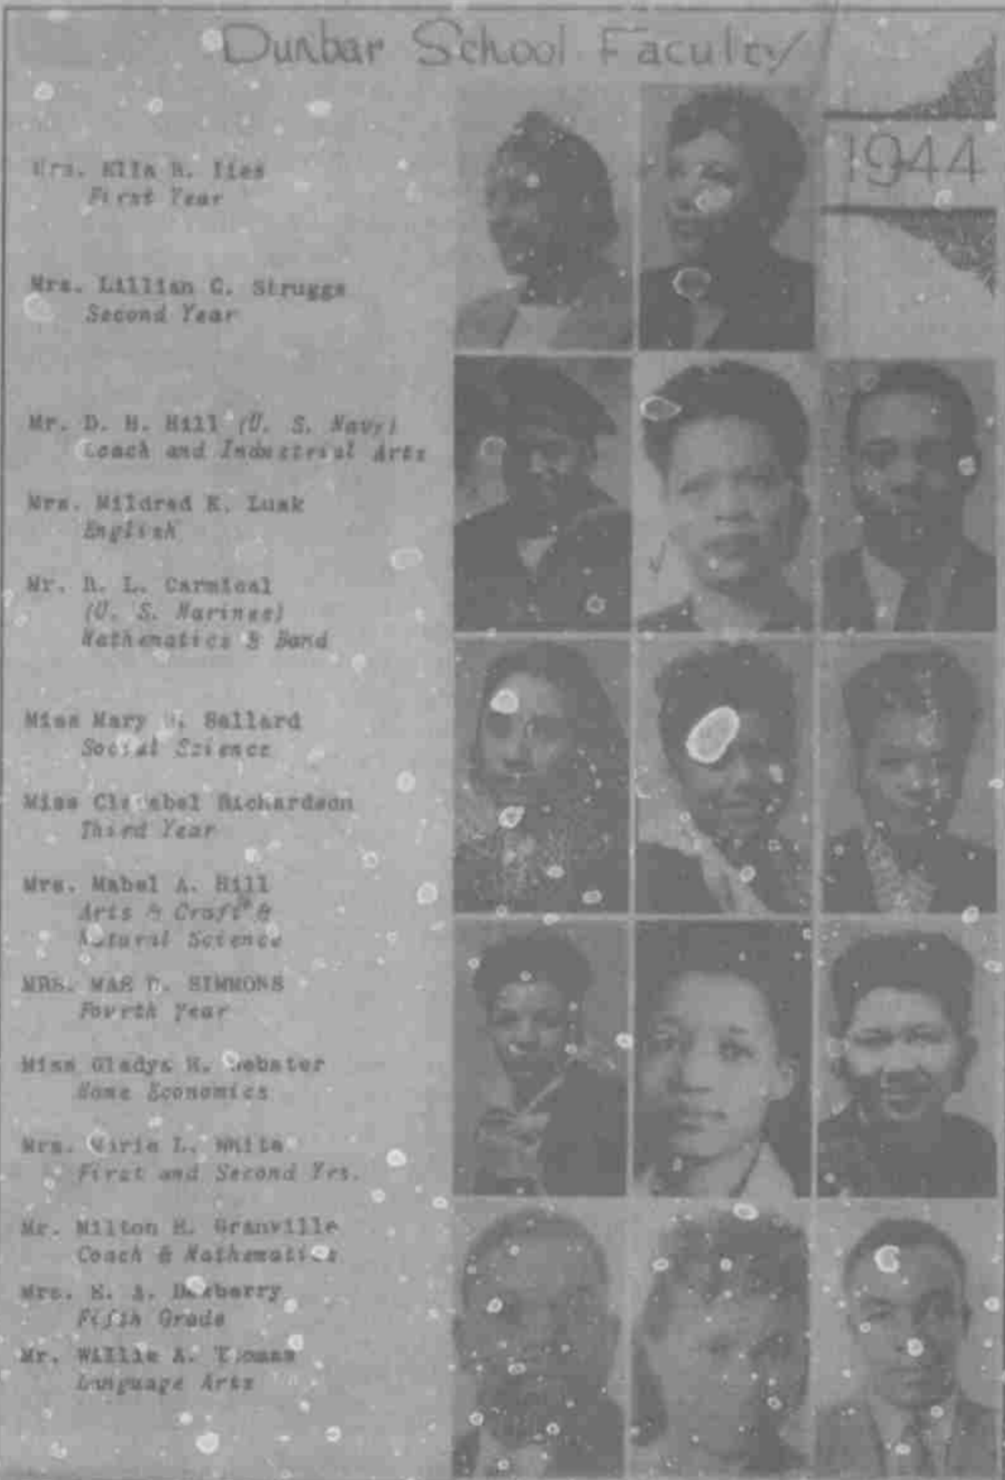 Dunbar School Faculty
1944
Mrs. Ella B. Iles
First Year
Mrs. Lillian C. Struggs
Second Year
Mr. D. H. Hill (U. S. Navy)
Coach and Industrial Arts
Mrs. Mildred K. Lusk
English
Mr. R. L. Carmical
(U. S. Marines)
Mathematics & Band
Miss Mary Ballard
Social Science
Miss Richardson
Third Year
Mrs. Mabel A. Hill
Arts & Craft &
Natural Science
MRS. MAE D. SIMMONS
Fourth Year
Miss Gladys H. Webster
Home Economics
Mrs. L. White
First and Second Yrs.
Mr. Milton H. Granville
Coach & Mathematics
Mrs. E. A.
Fifth Grade
Mr. Willie A. Thomas
Language Arts